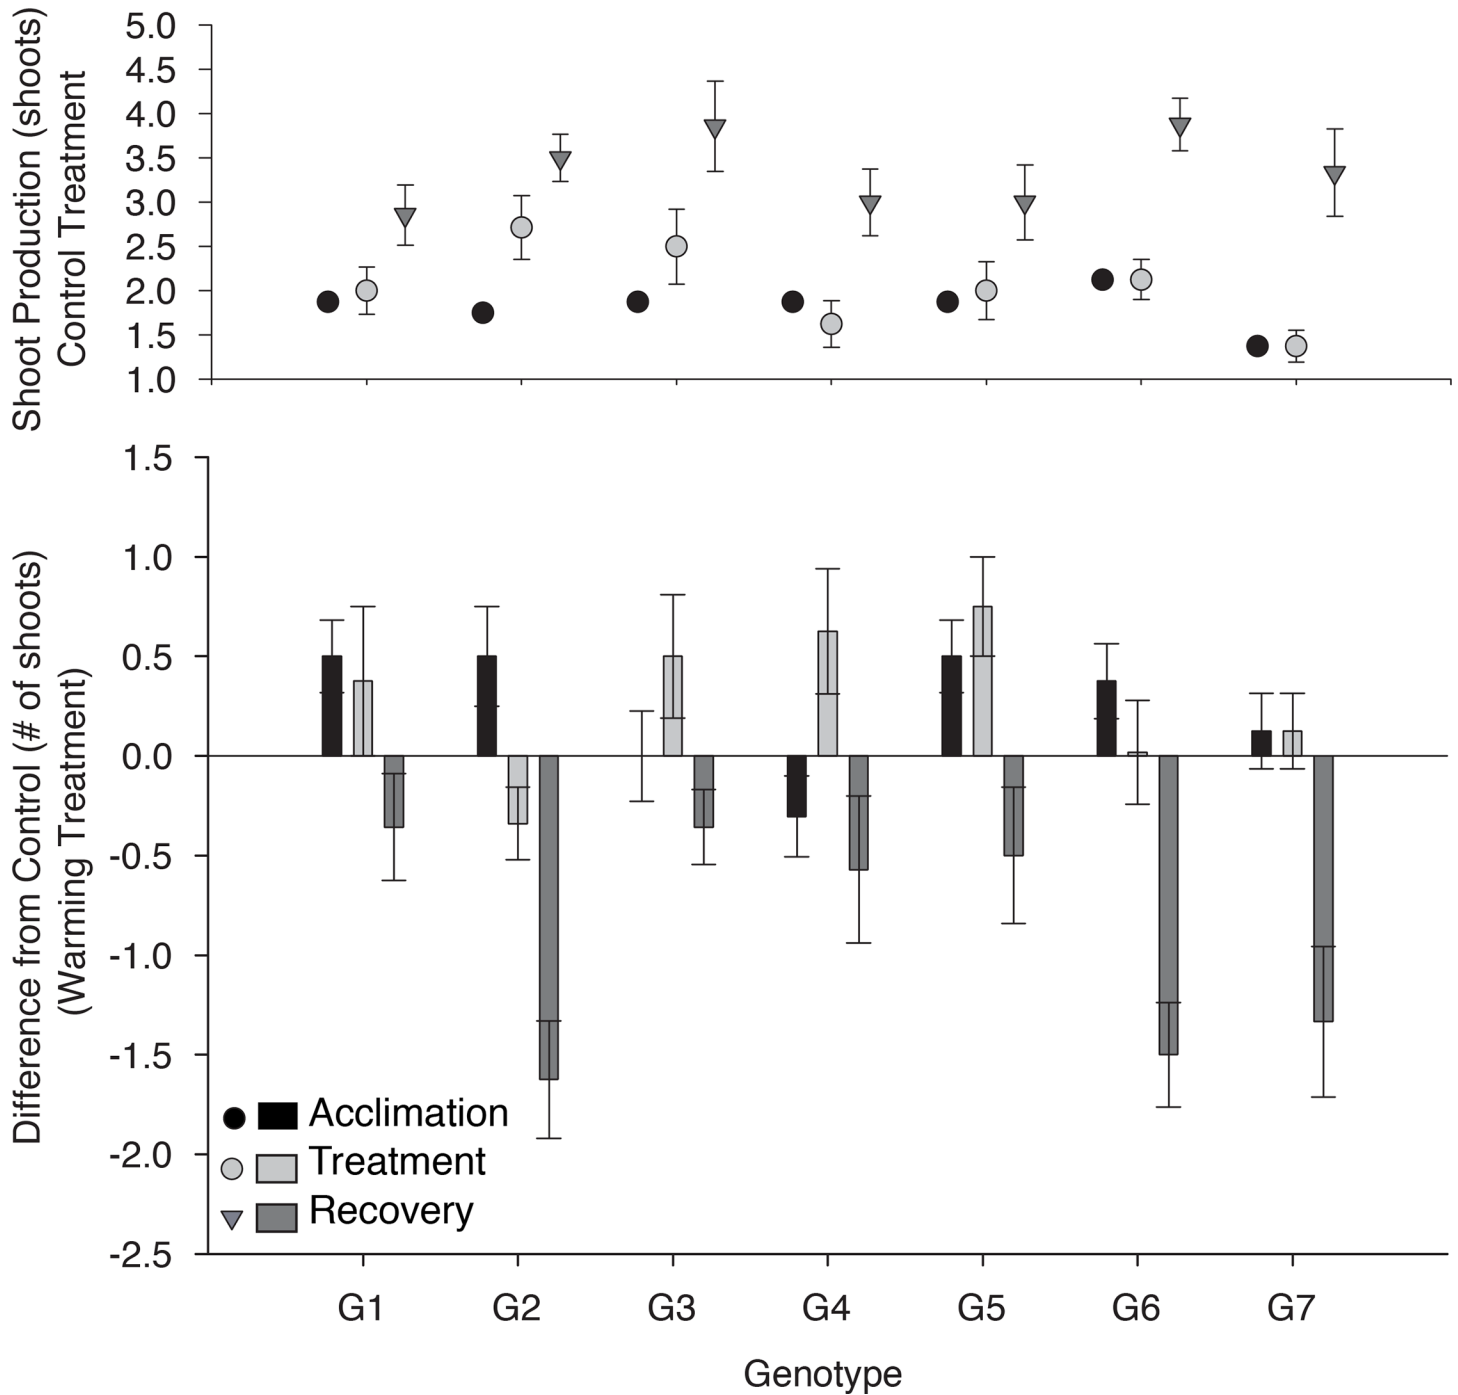 Shoot Production (shoots)
Control Treatment
5.0
4.5
4.0
3.5
3.0
2.5
2.0
1.5
1.0
Difference from Control (# of shoots)
(Warming Treatment)
1.5
1.0
0.5
0.0
-0.5
-1.0
-1.5
-2.0
-2.5
Acclimation
Treatment
Recovery
G1 G2 G3 G4 G5 G6 G7
Genotype